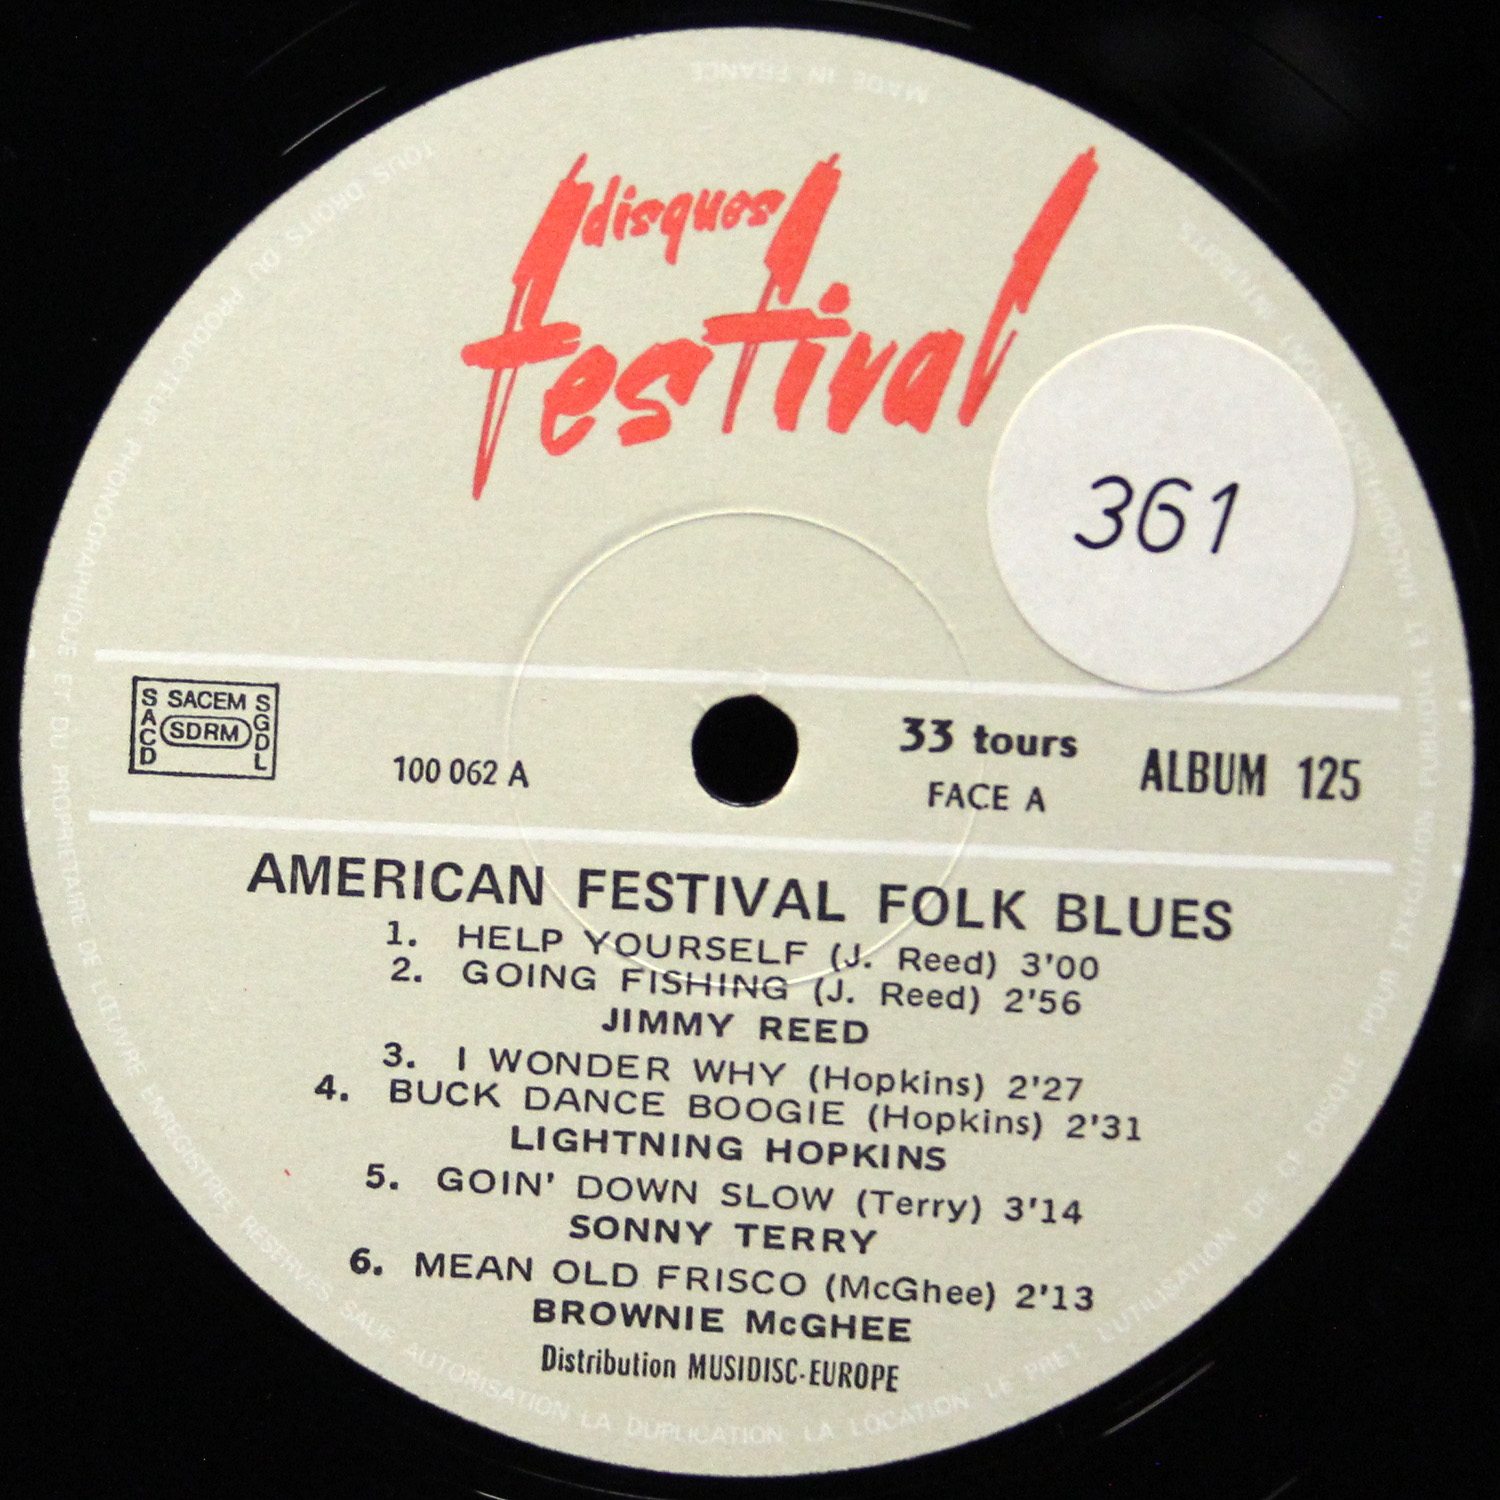 MADE IN FRANCE
disques
festival
361
SACEM
SACD
SDRM
SGDL
100 062 A
33 tours
FACE A
ALBUM 125
AMERICAN FESTIVAL FOLK BLUES
1. HELP YOURSELF (J. Reed) 3'00
2. GOING FISHING (J. Reed) 2'56
JIMMY REED
3. I WONDER WHY (Hopkins) 2'27
4. BUCK DANCE BOOGIE (Hopkins) 2'31
LIGHTNING HOPKINS
5. GOIN' DOWN SLOW (Terry) 3'14
SONNY TERRY
6. MEAN OLD FRISCO (McGhee) 2'13
BROWNIE McGHEE
Distribution MUSIDISC-EUROPE
TOUS DROITS DU PRODUCTEUR PHONOGRAPHIQUE ET DU PROPRIETAIRE DE L'ŒUVRE ENREGISTRES RESERVES SAUF AUTORISATION LA DUPLICATION LA LOCATION LE PRET L'UTILISATION DE CE DISQUE POUR EXECUTION PUBLIQUE ET INTERDITS